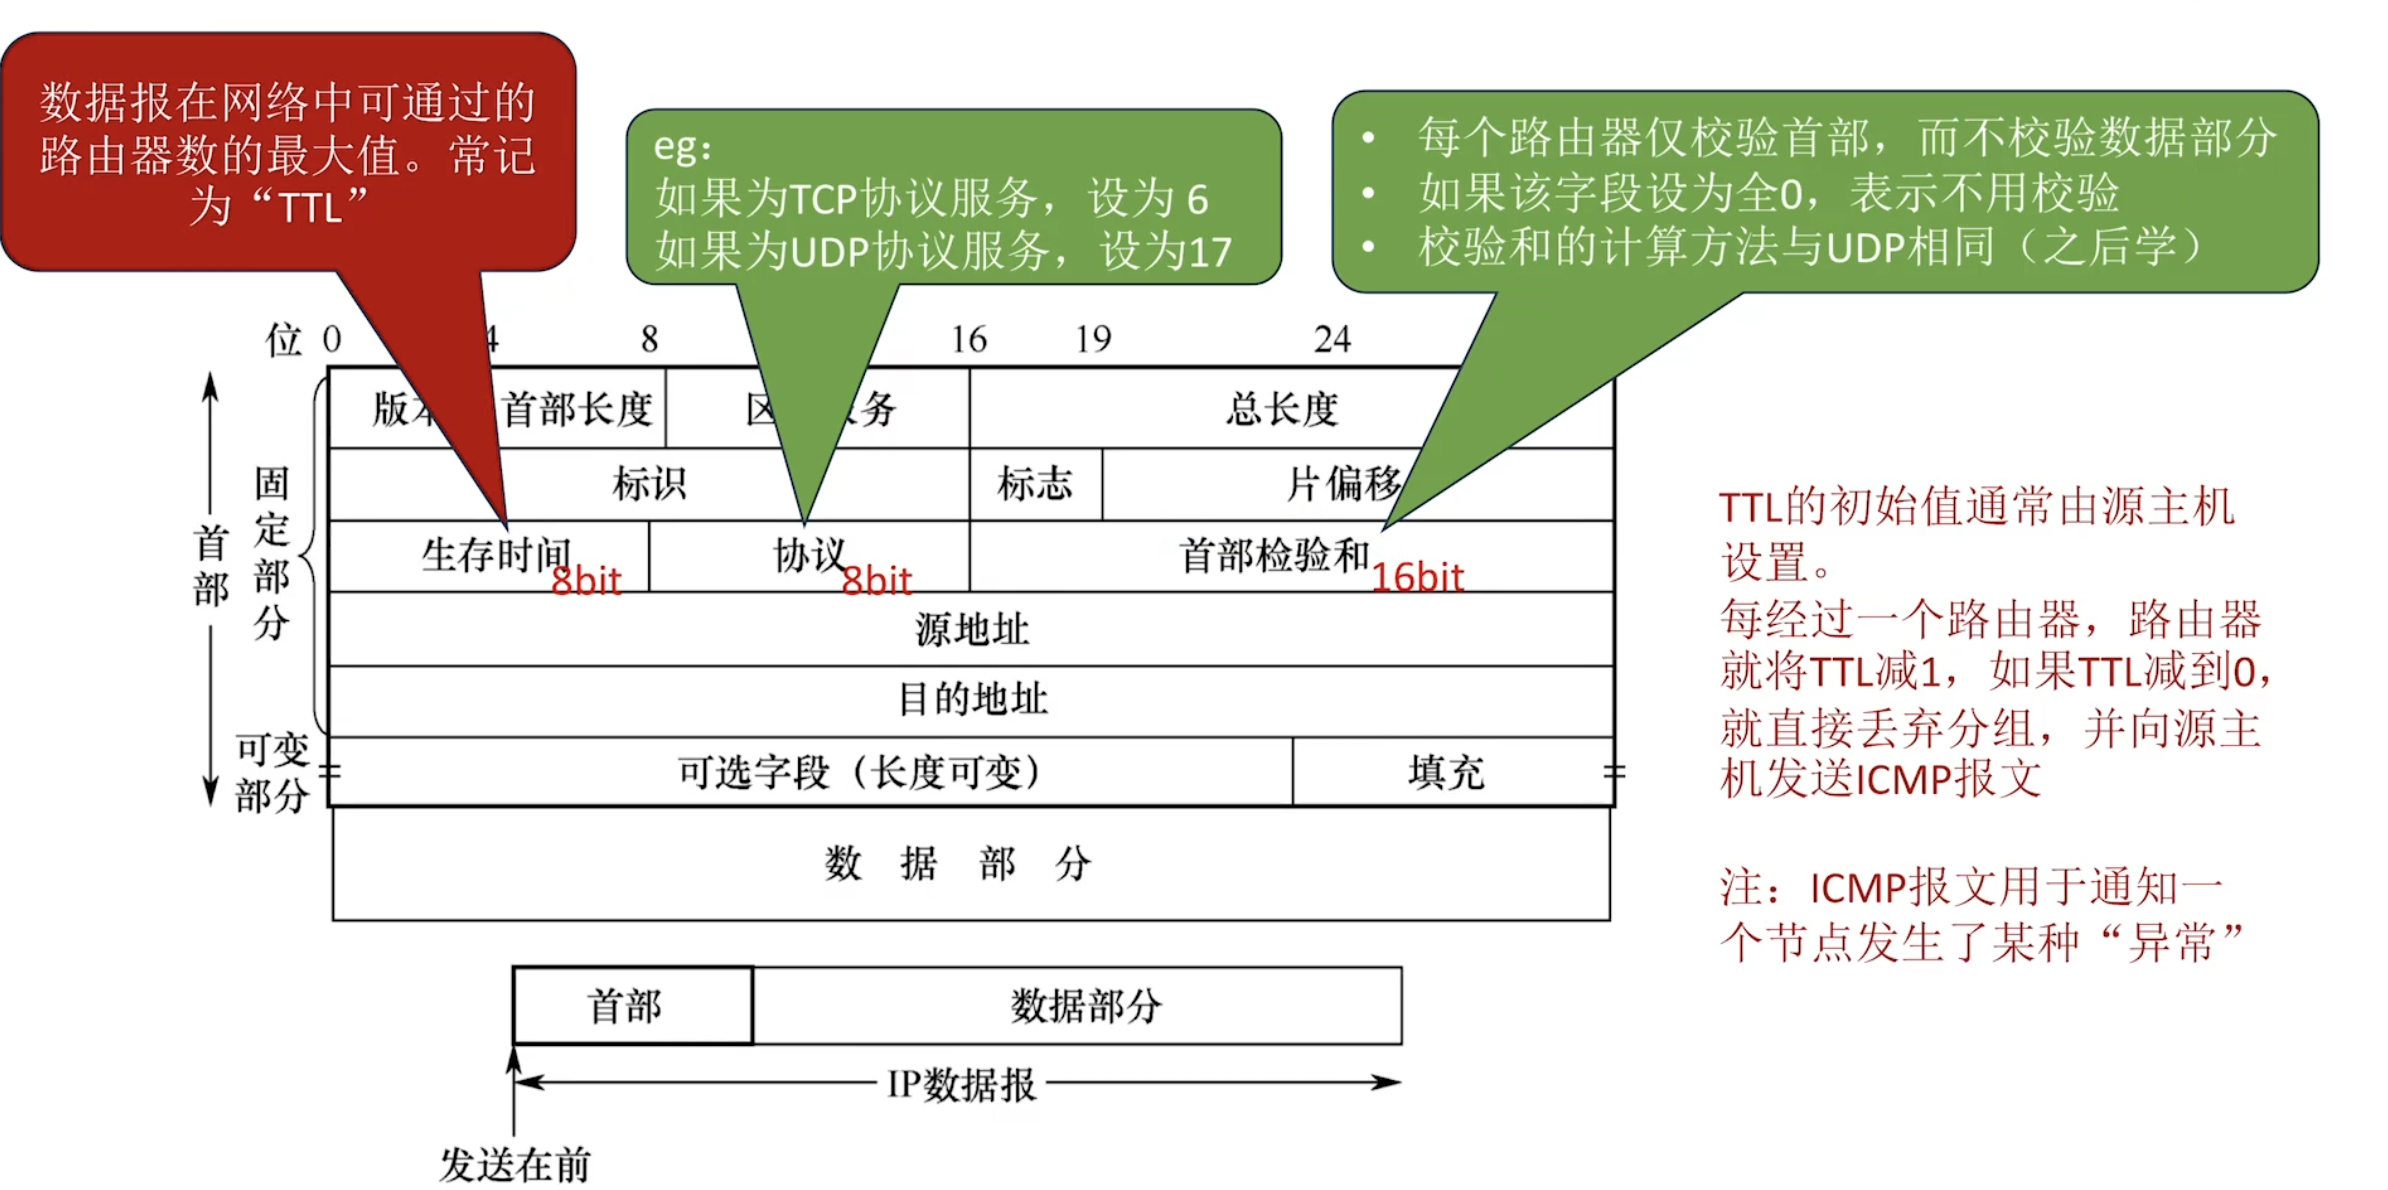 数据报在网络中可通过的
路由器数的最大值。常记
为“TTL”
eg：
如果为TCP协议服务，设为 6
如果为UDP协议服务，设为17
• 每个路由器仅校验首部，而不校验数据部分
• 如果该字段设为全0，表示不用校验
• 校验和的计算方法与UDP相同（之后学）
位 0 4 8 16 19 24
首部长度 务 总长度
标识 标志 片偏移
生存时间 8bit 协议 8bit 首部检验和 16bit
源地址
目的地址
可选字段（长度可变） 填充
数 据 部 分
首部
固定部分
可变
部分
首部 数据部分
IP数据报
发送在前
TTL的初始值通常由源主机
设置。
每经过一个路由器，路由器
就将TTL减1，如果TTL减到0，
就直接丢弃分组，并向源主
机发送ICMP报文
注：ICMP报文用于通知一
个节点发生了某种“异常”